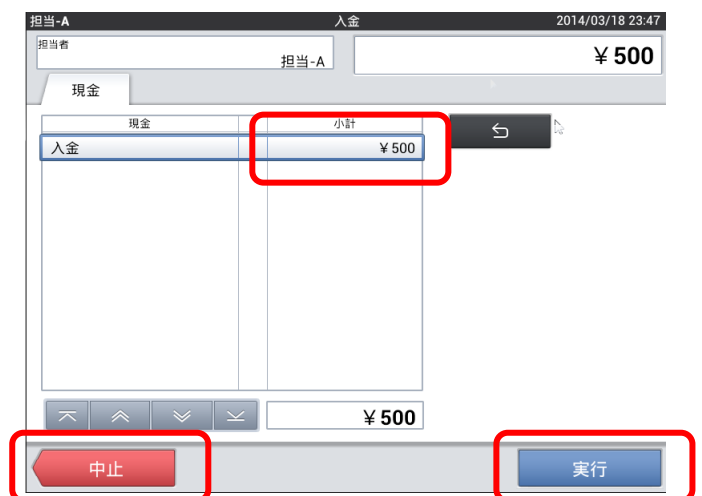 担当-A 入金 2014/03/18 23:47
担当者
担当-A
¥500
現金
現金 小計
入金 ¥500
¥500
中止 実行